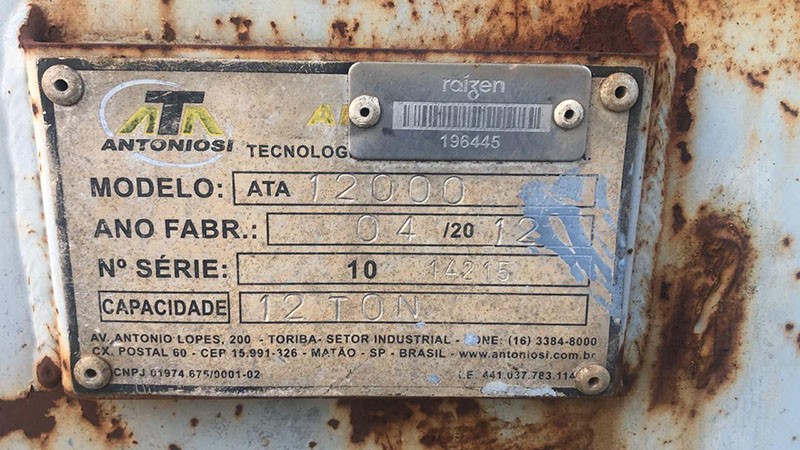 ATA
ANTONIOSI
raízen
196445
MODELO: ATA 12000
ANO FABR.: 04 /20 12
Nº SÉRIE: 10 14215
CAPACIDADE 12 TON
AV. ANTONIO LOPES, 200 - TORIBA- SETOR INDUSTRIAL - FONE: (16) 3384-8000
CX. POSTAL 60 - CEP 15.991-326 - MATÃO - SP - BRASIL - www.antoniosi.com.br
CNPJ 01974.675/0001-02 I.E. 441.037.783.114